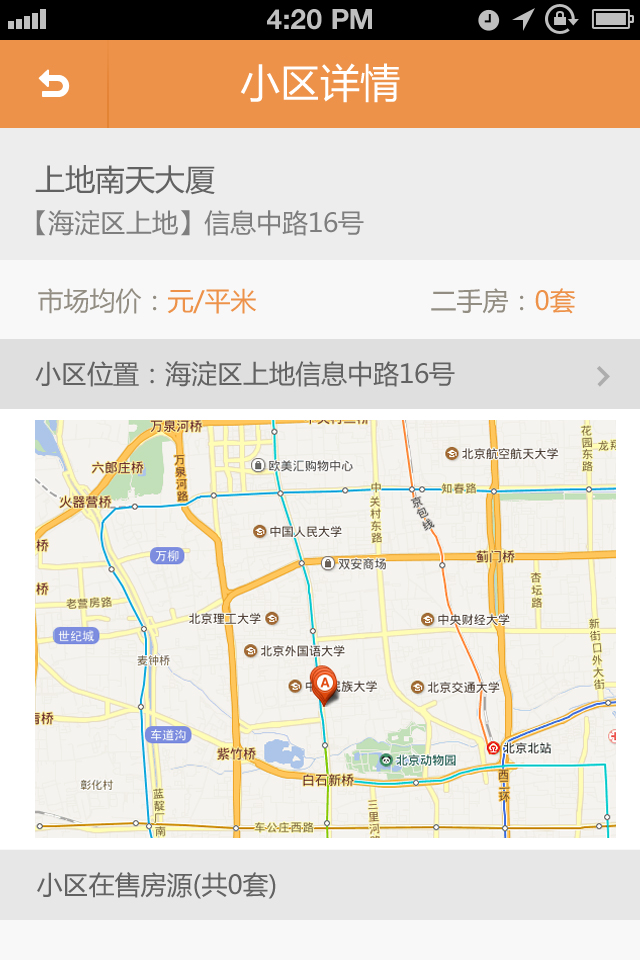 4:20 PM
小区详情
上地南天大厦
【海淀区上地】信息中路16号
市场均价：元/平米
二手房：0套
小区位置：海淀区上地信息中路16号
万泉河桥
花园东路
六郎庄桥
万泉河路
欧美汇购物中心
北京航空航天大学
知春路
中关村东路
火器营桥
京包线
中国人民大学
桥
万柳
双安商场
蓟门桥
桥
杏坛路
老营房路
北京理工大学
中央财经大学
新街口外大街
世纪城
北京外国语大学
麦钟桥
民族大学
北京交通大学
青桥
车道沟
紫竹桥
北京北站
北京动物园
彰化村
白石新桥
西二环
蓝靛厂南
三里河路
车公庄西路
A
小区在售房源(共0套)